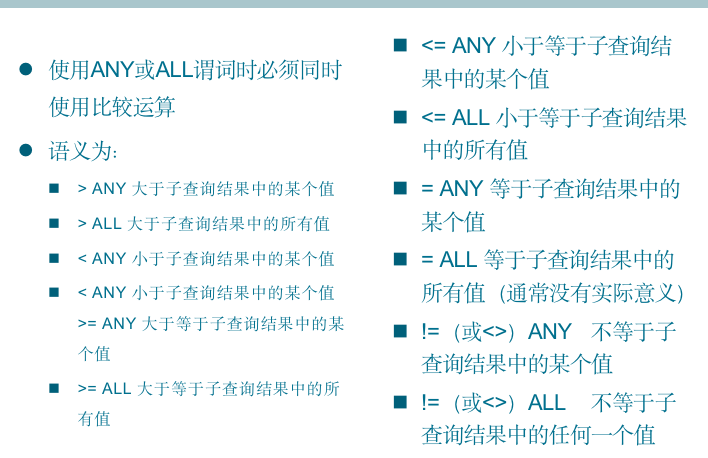 使用ANY或ALL谓词时必须同时
使用比较运算
语义为:
> ANY 大于子查询结果中的某个值
> ALL 大于子查询结果中的所有值
< ANY 小于子查询结果中的某个值
< ANY 小于子查询结果中的某个值
>= ANY 大于等于子查询结果中的某
个值
>= ALL 大于等于子查询结果中的所
有值
<= ANY 小于等于子查询结
果中的某个值
<= ALL 小于等于子查询结果
中的所有值
= ANY 等于子查询结果中的
某个值
= ALL 等于子查询结果中的
所有值（通常没有实际意义）
!=（或<>）ANY 不等于子
查询结果中的某个值
!=（或<>）ALL 不等于子
查询结果中的任何一个值